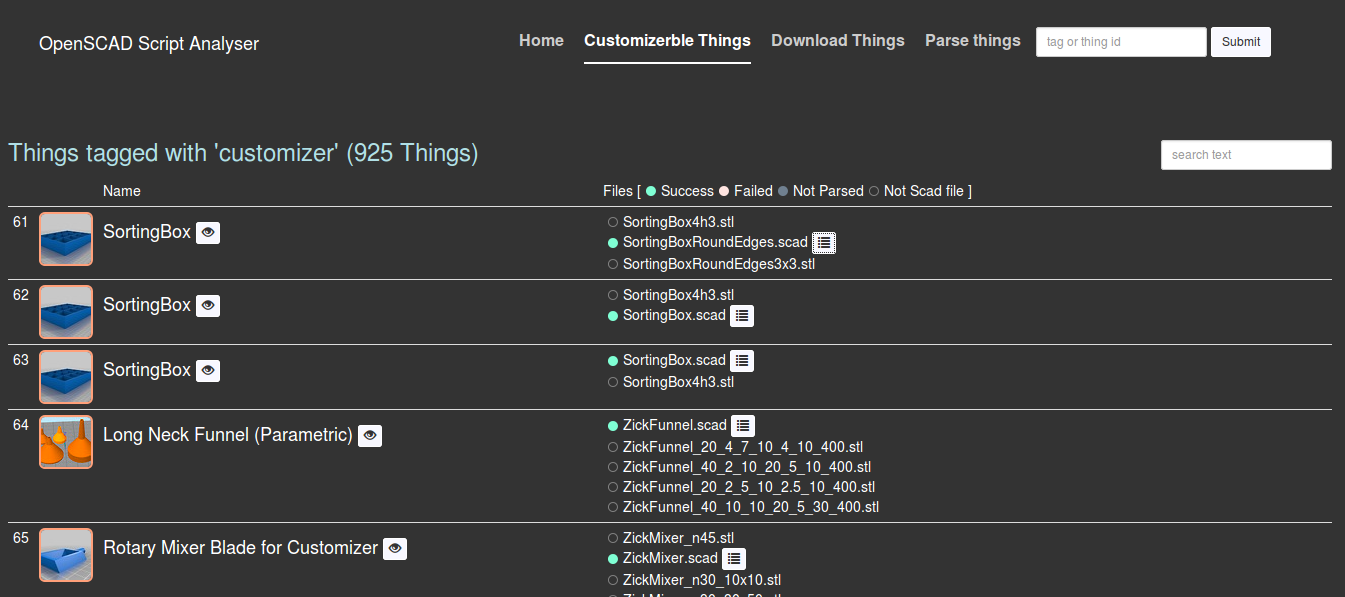 OpenSCAD Script Analyser
Home Customizerble Things Download Things Parse things tag or thing id Submit
Things tagged with 'customizer' (925 Things) search text
Name Files [ Success Failed Not Parsed Not Scad file ]
61 SortingBox
SortingBox4h3.stl
SortingBoxRoundEdges.scad
SortingBoxRoundEdges3x3.stl
62 SortingBox
SortingBox4h3.stl
SortingBox.scad
63 SortingBox
SortingBox.scad
SortingBox4h3.stl
64 Long Neck Funnel (Parametric)
ZickFunnel.scad
ZickFunnel_20_4_7_10_4_10_400.stl
ZickFunnel_40_2_10_20_5_10_400.stl
ZickFunnel_20_2_5_10_2.5_10_400.stl
ZickFunnel_40_10_10_20_5_30_400.stl
65 Rotary Mixer Blade for Customizer
ZickMixer_n45.stl
ZickMixer.scad
ZickMixer_n30_10x10.stl